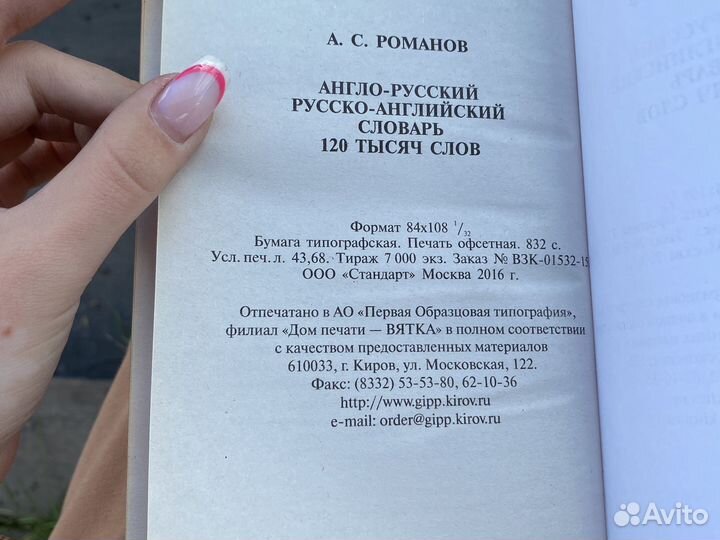 А. С. РОМАНОВ
АНГЛО-РУССКИЙ
РУССКО-АНГЛИЙСКИЙ
СЛОВАРЬ
120 ТЫСЯЧ СЛОВ
Формат 84х108 1/32
Бумага типографская. Печать офсетная. 832 с.
Усл. печ. л. 43,68. Тираж 7 000 экз. Заказ № ВЗК-01532-15
ООО «Стандарт» Москва 2016 г.
Отпечатано в АО «Первая Образцовая типография»,
филиал «Дом печати — ВЯТКА» в полном соответствии
с качеством предоставленных материалов
610033, г. Киров, ул. Московская, 122.
Факс: (8332) 53-53-80, 62-10-36
http://www.gipp.kirov.ru
e-mail: order@gipp.kirov.ru
Avito